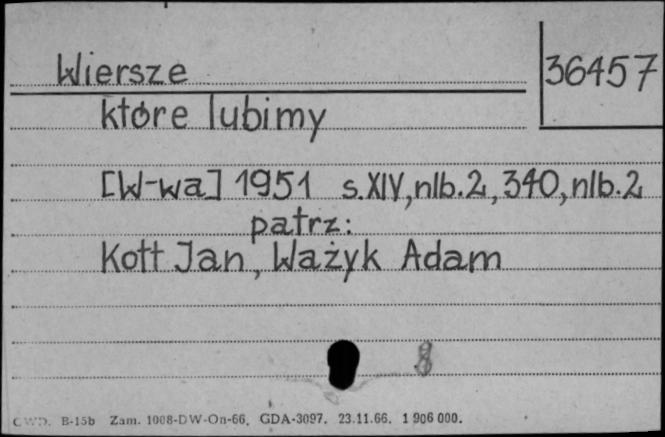 Wiersze
36457
które lubimy
[W-wa] 1951 s.XIV, nlb.2, 340, nlb.2
patrz:
Kott Jan, Ważyk Adam
8
CWD. B-15b Zam. 1008-DW-On-66. GDA-3097. 23.11.66. 1 906 000.